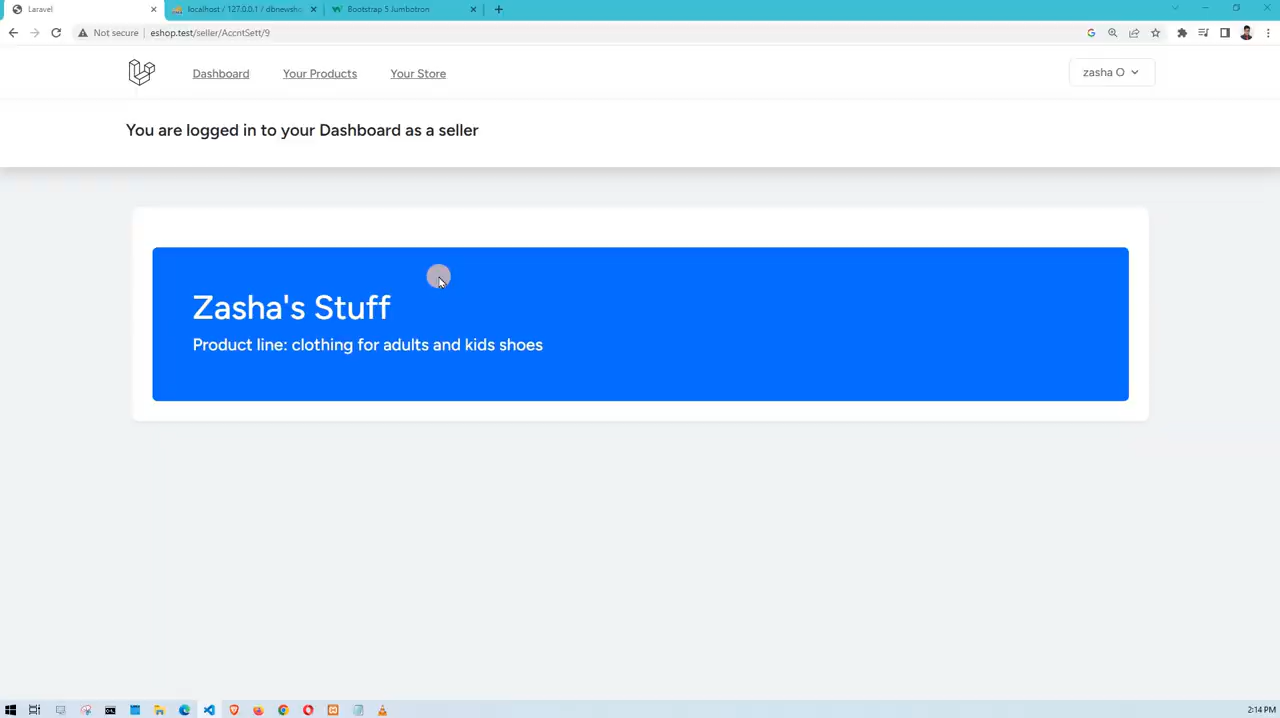 Laravel
localhost / 127.0.0.1 / dbnewsho
Bootstrap 5 Jumbotron
Not secure
eshop.test/seller/AccntSett/9
Dashboard
Your Products
Your Store
zasha O
You are logged in to your Dashboard as a seller
Zasha's Stuff
Product line: clothing for adults and kids shoes
2:14 PM